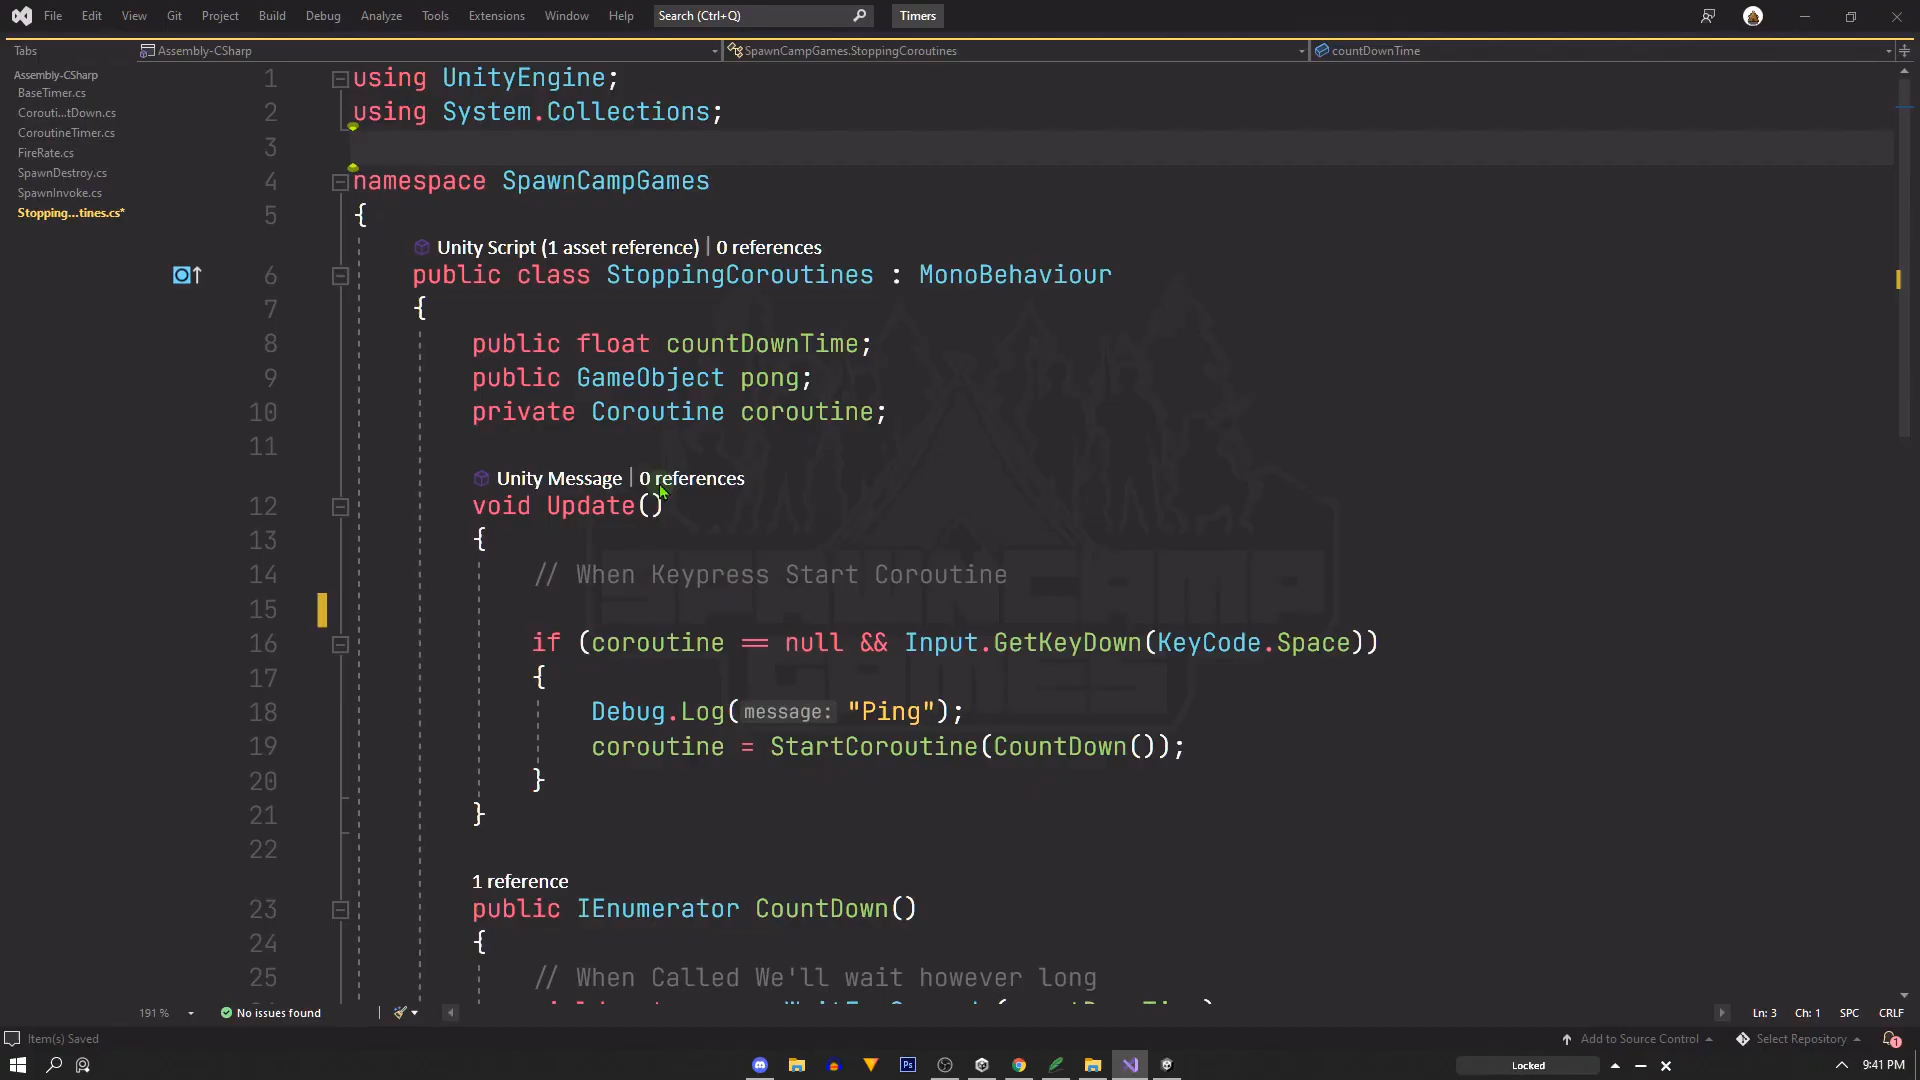 File Edit View Git Project Build Debug Analyze Tools Extensions Window Help Search (Ctrl+Q) Timers
Tabs Assembly-CSharp SpawnCampGames.StoppingCoroutines countDownTime
Assembly-CSharp
BaseTimer.cs
Corouti...tDown.cs
CoroutineTimer.cs
FireRate.cs
SpawnDestroy.cs
SpawnInvoke.cs
Stopping...tines.cs*
1 using UnityEngine;
2 using System.Collections;
3
4 namespace SpawnCampGames
5 {
Unity Script (1 asset reference) | 0 references
6 public class StoppingCoroutines : MonoBehaviour
7 {
8 public float countDownTime;
9 public GameObject pong;
10 private Coroutine coroutine;
11
Unity Message | 0 references
12 void Update()
13 {
14 // When Keypress Start Coroutine
15
16 if (coroutine == null && Input.GetKeyDown(KeyCode.Space))
17 {
18 Debug.Log(message: "Ping");
19 coroutine = StartCoroutine(CountDown());
20 }
21 }
22
1 reference
23 public IEnumerator CountDown()
24 {
25 // When Called We'll wait however long
SPAWNCAMP
GAMES
191 % No issues found Ln: 3 Ch: 1 SPC CRLF
Item(s) Saved Add to Source Control Select Repository 1
Ps Locked 9:41 PM